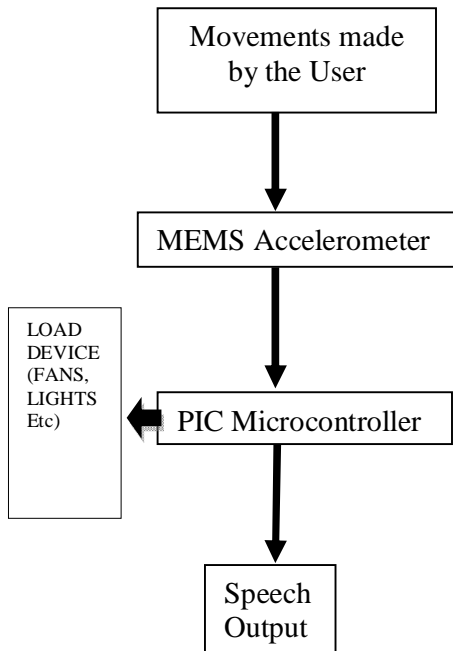 Movements made
by the User
MEMS Accelerometer
LOAD
DEVICE
(FANS,
LIGHTS
Etc)
PIC Microcontroller
Speech
Output